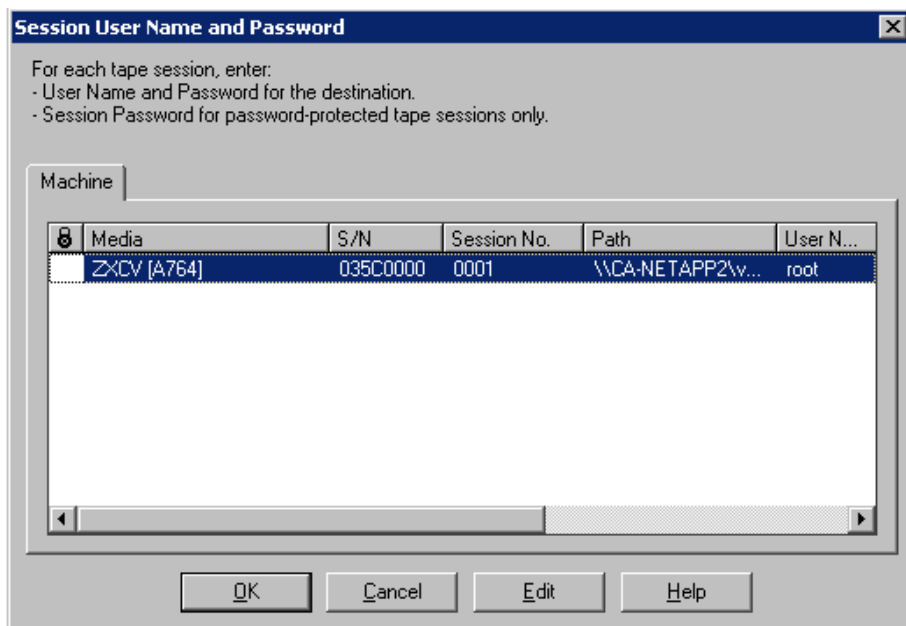 Session User Name and Password
For each tape session, enter:
- User Name and Password for the destination.
- Session Password for password-protected tape sessions only.
Machine
Media S/N Session No. Path User N...
ZXCV [A764] 035C0000 0001 \\CA-NETAPP2\v... root
OK Cancel Edit Help